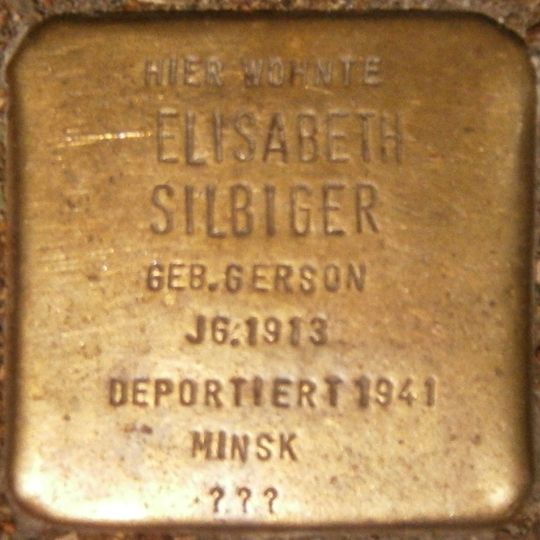 HIER WOHNTE
ELISABETH
SILBIGER
GEB.GERSON
JG.1913
DEPORTIERT 1941
MINSK
???